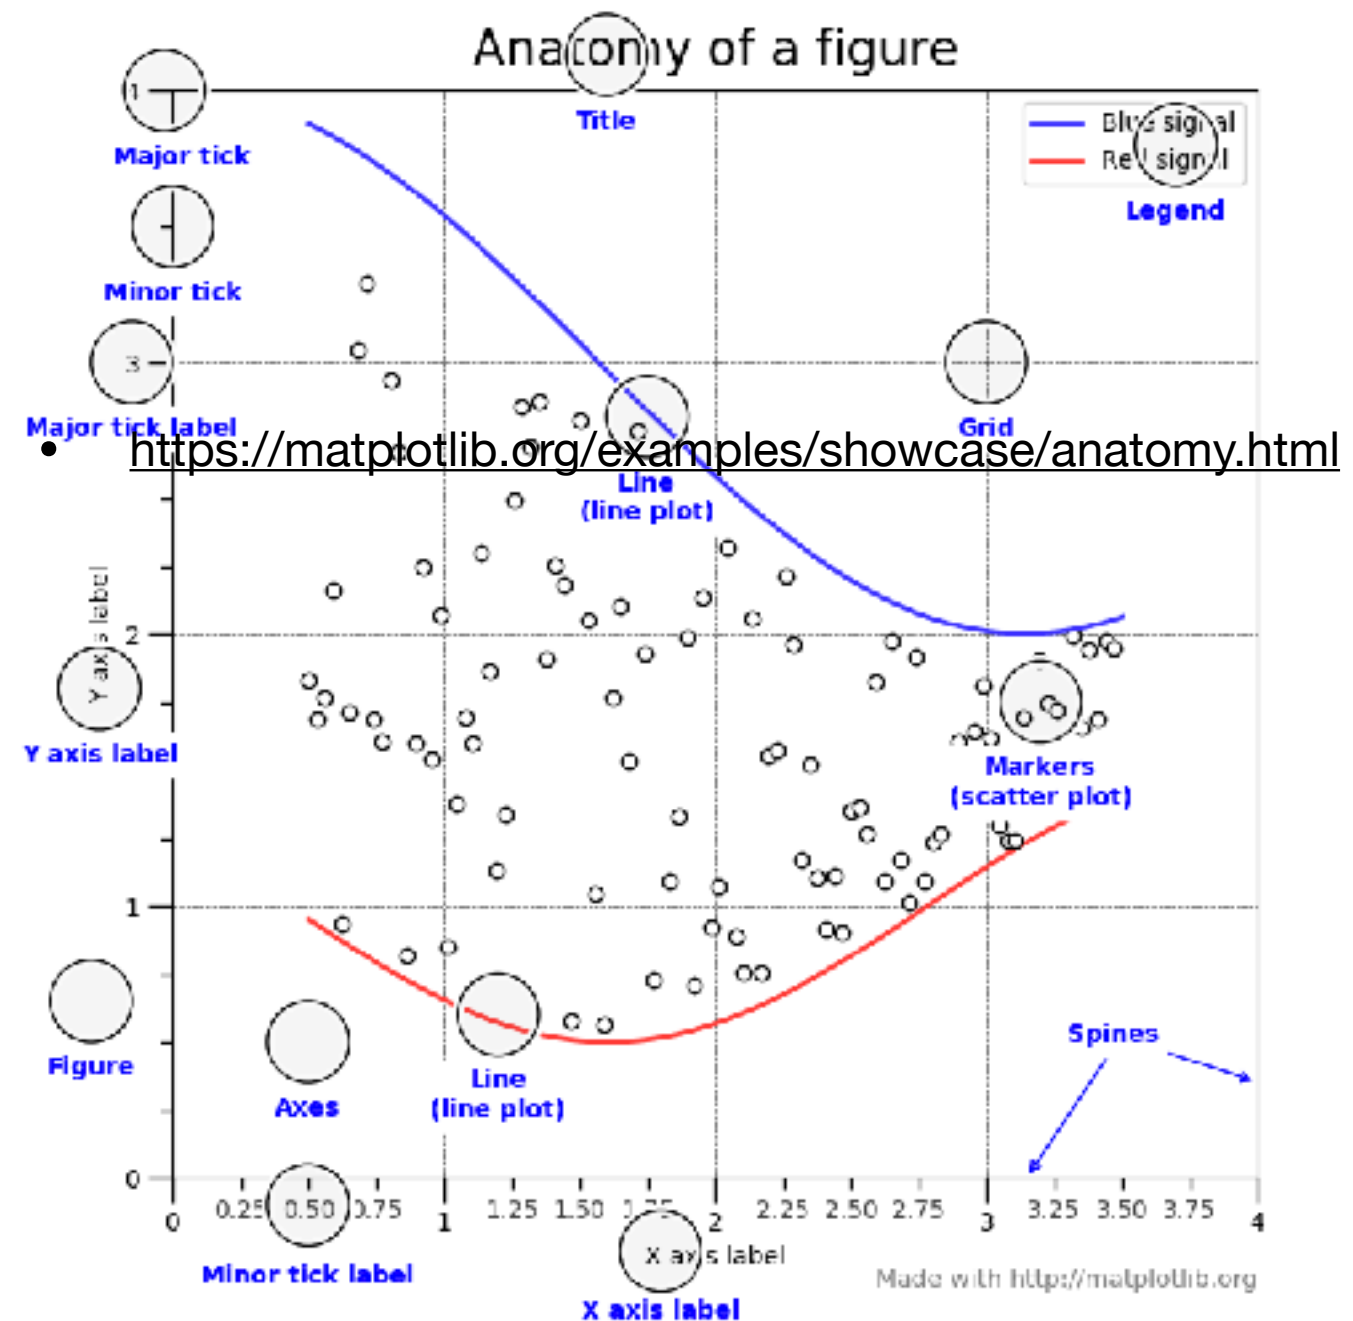 Anatomy of a figure
Title
Major tick
Blue signal
Red signal
Legend
Minor tick
3
Major tick label
Grid
• https://matplotlib.org/examples/showcase/anatomy.html
Line
(line plot)
Y axis label
2
Y axis label
Markers
(scatter plot)
1
Figure
Axes
Line
(line plot)
Spines
0
0 0.25 0.50 0.75 1 1.25 1.50 2 2.25 2.50 2.75 3 3.25 3.50 3.75 4
X axis label
Minor tick label
Made with http://matplotlib.org
X axis label